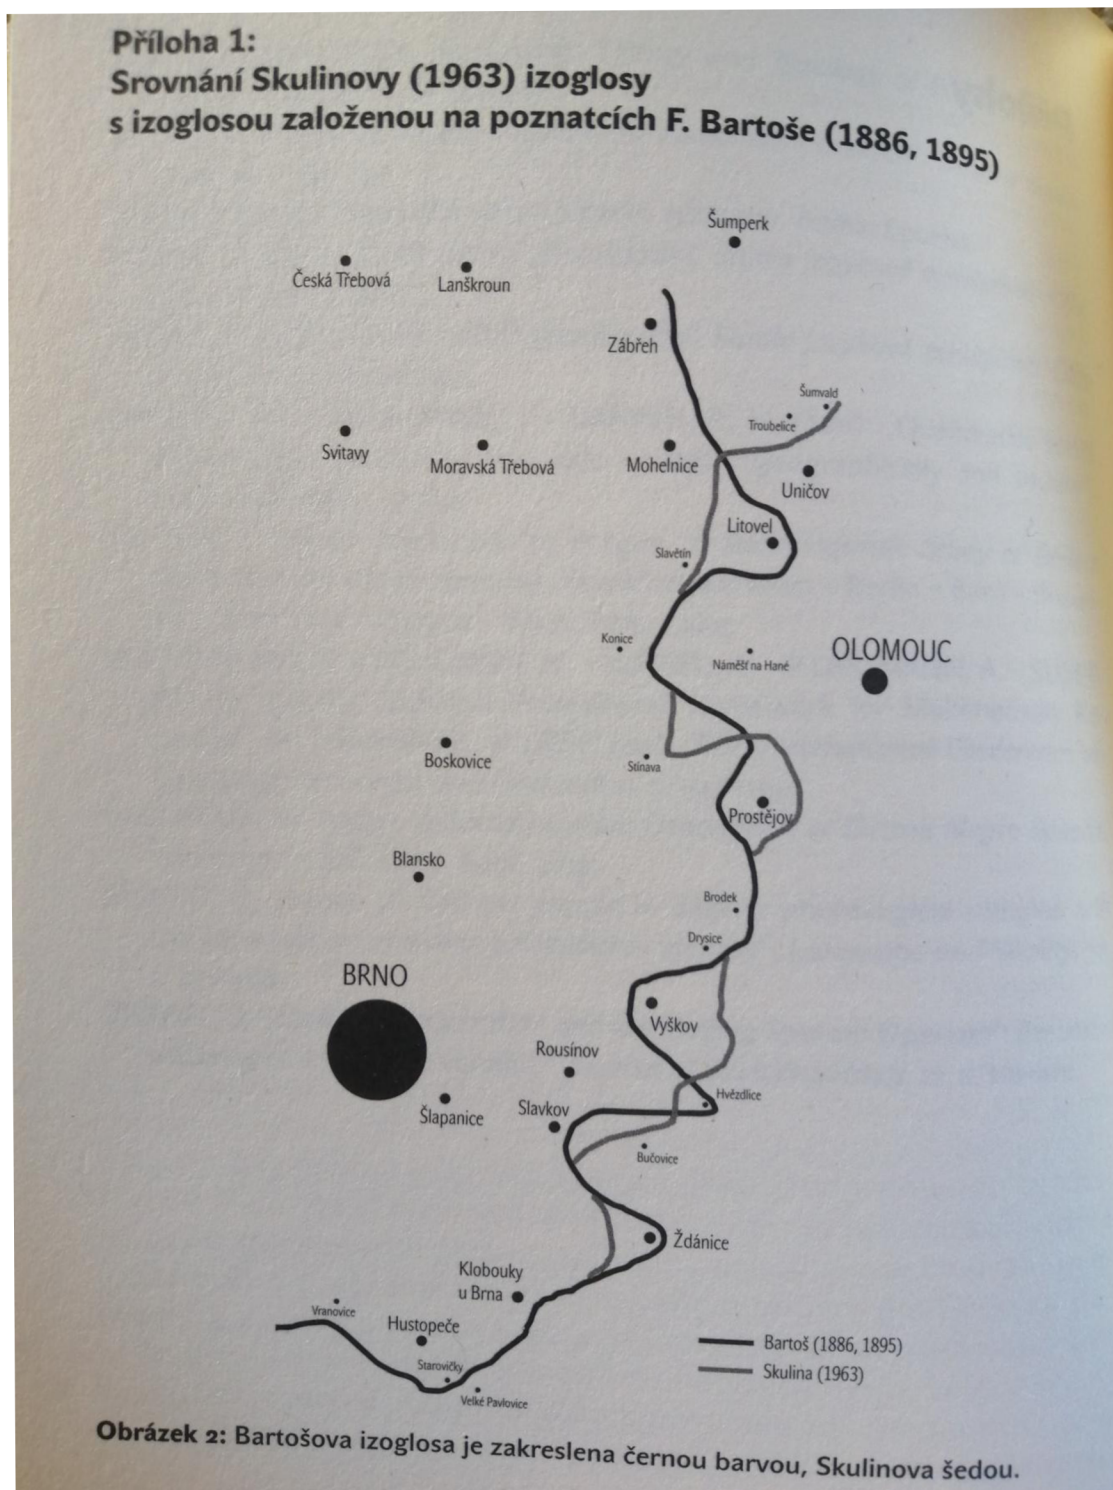 Příloha 1:
Srovnání Skulinovy (1963) izoglosy
s izoglosou založenou na poznatcích F. Bartoše (1886, 1895)
Šumperk
Česká Třebová
Lanškroun
Zábřeh
Šumvald
Troubelice
Svitavy
Moravská Třebová
Mohelnice
Uničov
Litovel
Slavětín
Konice
Náměšť na Hané
OLOMOUC
Boskovice
Stínava
Prostějov
Blansko
Brodek
Drysice
BRNO
Vyškov
Rousínov
Hvězdlice
Šlapanice
Slavkov
Bučovice
Ždánice
Klobouky
u Brna
Vranovice
Hustopeče
Starovičky
Velké Pavlovice
Bartoš (1886, 1895)
Skulina (1963)
Obrázek 2: Bartošova izoglosa je zakreslena černou barvou, Skulinova šedou.